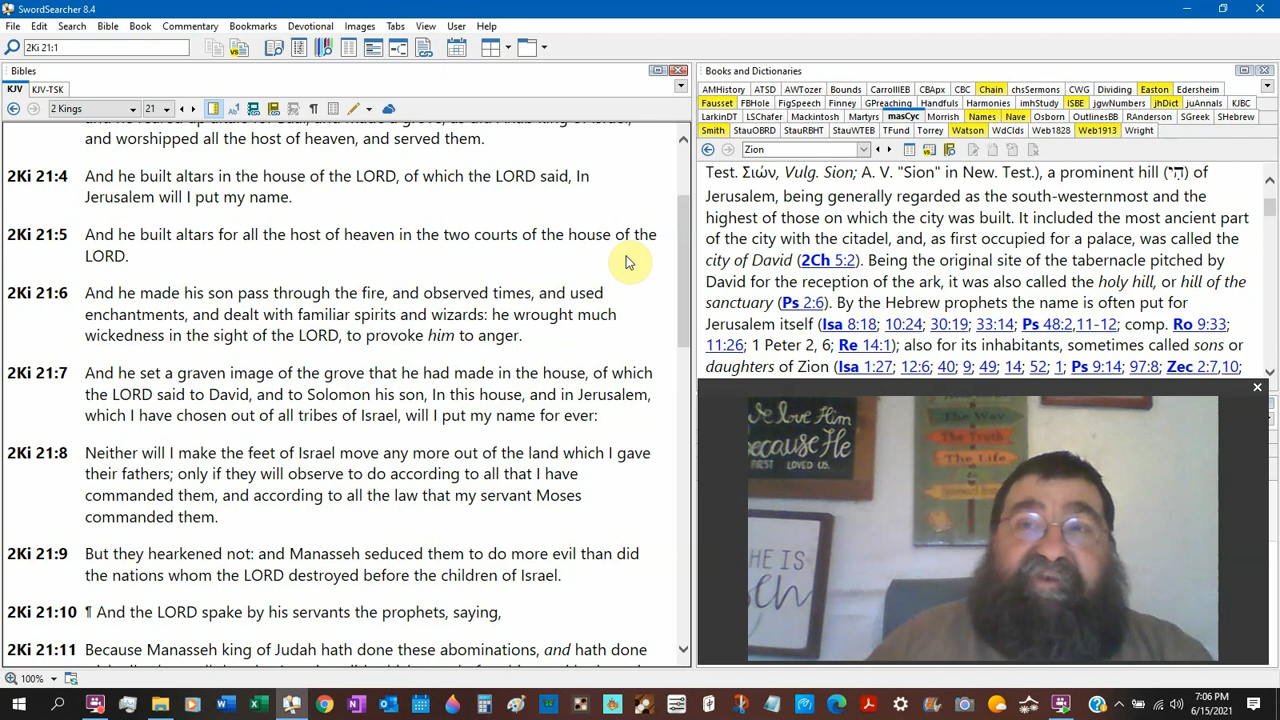 SwordSearcher 8.4
File Edit Search Bible Book Commentary Bookmarks Devotional Images Tabs View User Help
2Ki 21:1
Bibles
KJV KJV-TSK
2 Kings 21
and worshipped all the host of heaven, and served them.
2Ki 21:4 And he built altars in the house of the LORD, of which the LORD said, In
Jerusalem will I put my name.
2Ki 21:5 And he built altars for all the host of heaven in the two courts of the house of the
LORD.
2Ki 21:6 And he made his son pass through the fire, and observed times, and used
enchantments, and dealt with familiar spirits and wizards: he wrought much
wickedness in the sight of the LORD, to provoke him to anger.
2Ki 21:7 And he set a graven image of the grove that he had made in the house, of which
the LORD said to David, and to Solomon his son, In this house, and in Jerusalem,
which I have chosen out of all tribes of Israel, will I put my name for ever:
2Ki 21:8 Neither will I make the feet of Israel move any more out of the land which I gave
their fathers; only if they will observe to do according to all that I have
commanded them, and according to all the law that my servant Moses
commanded them.
2Ki 21:9 But they hearkened not: and Manasseh seduced them to do more evil than did
the nations whom the LORD destroyed before the children of Israel.
2Ki 21:10 ¶ And the LORD spake by his servants the prophets, saying,
2Ki 21:11 Because Manasseh king of Judah hath done these abominations, and hath done
100%
Books and Dictionaries
AMHistory ATSD AWTozer Bounds CarrollIEB CBApx CBC Chain chsSermons CWG Dividing Easton Edersheim
Fausset FBHole FigSpeech Finney GPreaching Handfuls Harmonies imhStudy ISBE jgwNumbers jhDict juAnnals KJBC
LarkinDT LSChafer Mackintosh Martyrs masCyc Morrish Names Nave Orison OutlinesBB RAnderson SGreek SHebrew
Smith StauOBRD StauRBHT StauWTEB TFund Torrey Watson WdClds Web1828 Web1913 Wright
Zion
Test. Σιών, Vulg. Sion; A. V. "Sion" in New. Test.), a prominent hill (הַי) of
Jerusalem, being generally regarded as the south-westernmost and the
highest of those on which the city was built. It included the most ancient part
of the city with the citadel, and, as first occupied for a palace, was called the
city of David (2Ch 5:2). Being the original site of the tabernacle pitched by
David for the reception of the ark, it was also called the holy hill, or hill of the
sanctuary (Ps 2:6). By the Hebrew prophets the name is often put for
Jerusalem itself (Isa 8:18; 10:24; 30:19; 33:14; Ps 48:2,11-12; comp. Ro 9:33;
11:26; 1 Peter 2, 6; Re 14:1); also for its inhabitants, sometimes called sons or
daughters of Zion (Isa 1:27; 12:6; 40; 9; 49; 14; 52; 1; Ps 9:14; 97:8; Zec 2:7,10;
We love Him
because He
FIRST LOVED US.
The Way
The Truth
The Life
HE IS
7:06 PM
6/15/2021